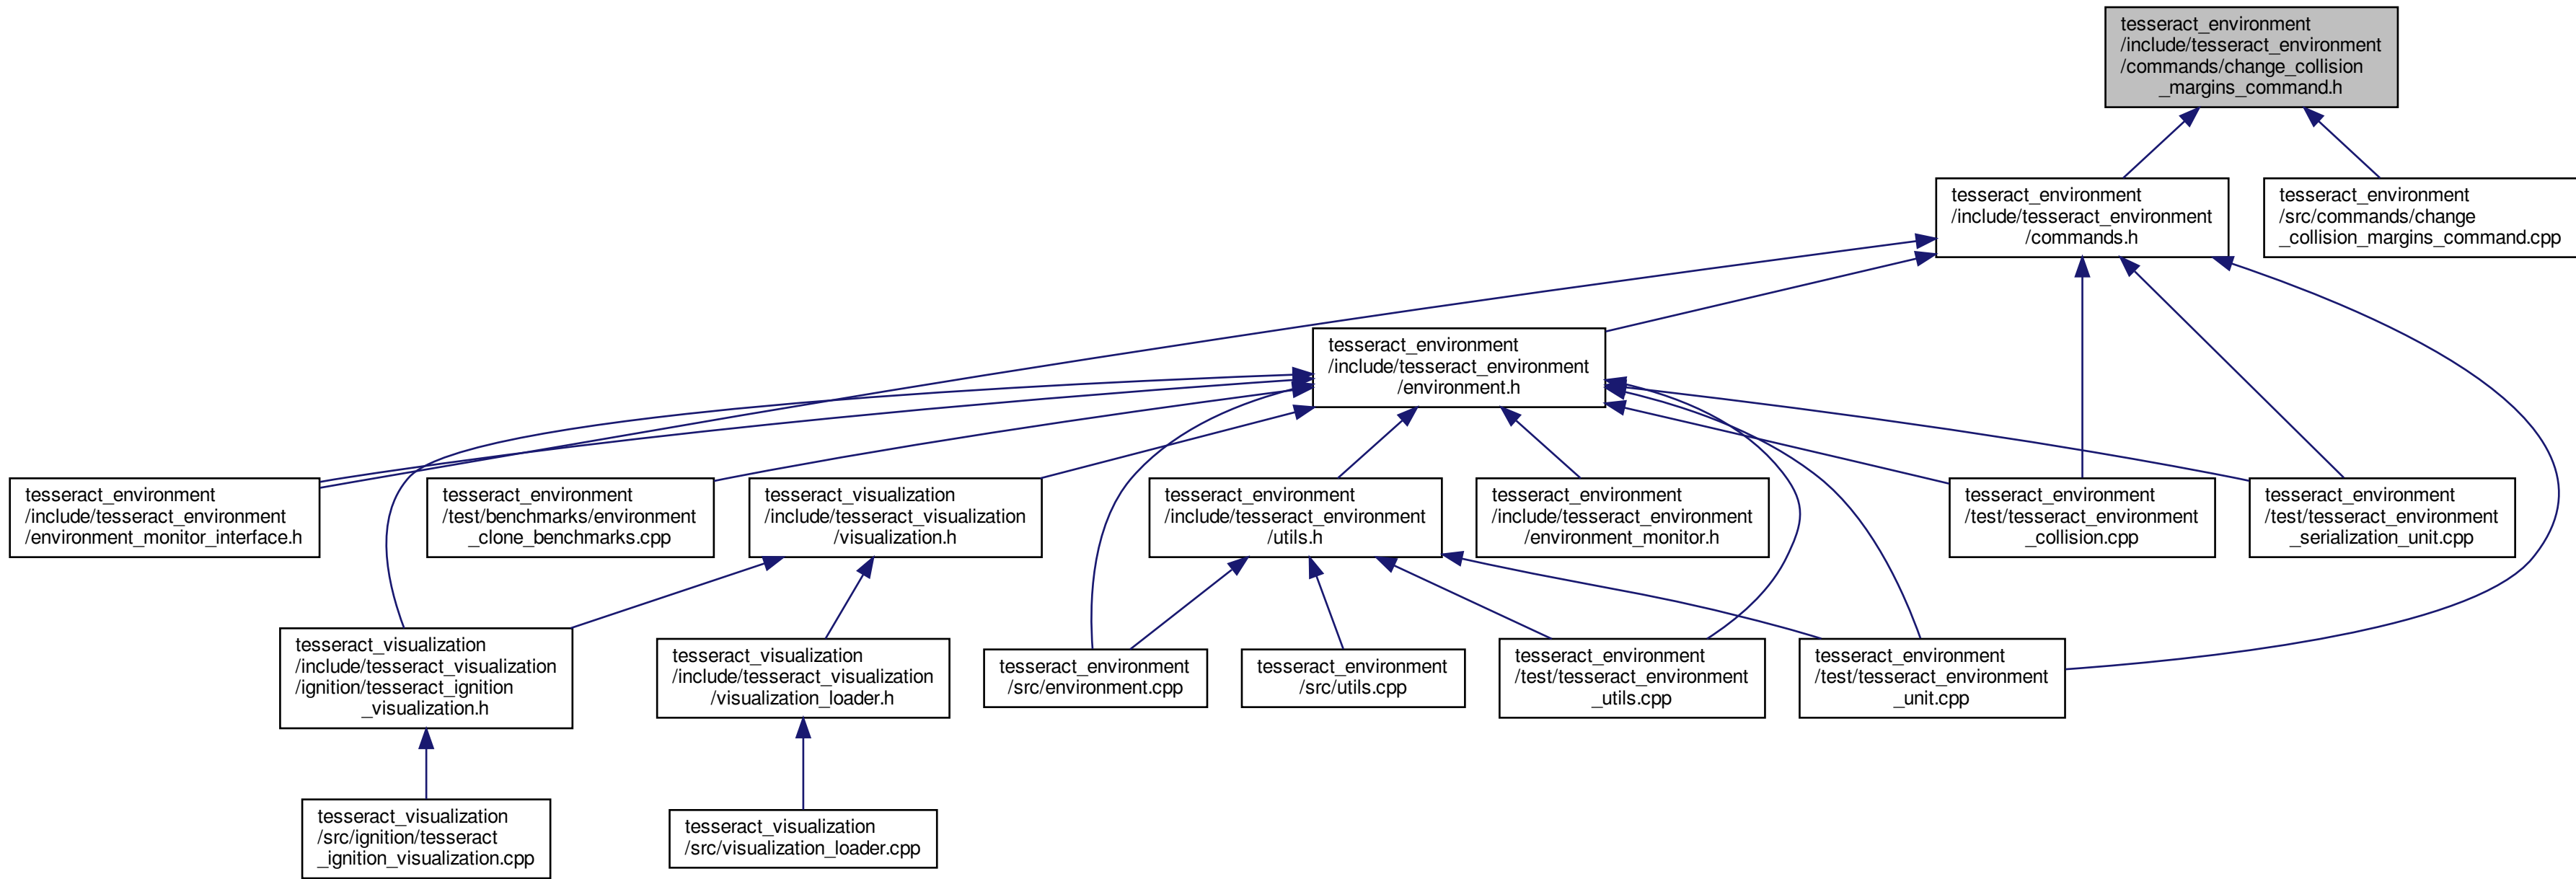 tesseract_environment
/include/tesseract_environment
/commands/change_collision
_margins_command.h
tesseract_environment
/include/tesseract_environment
/commands.h
tesseract_environment
/src/commands/change
_collision_margins_command.cpp
tesseract_environment
/include/tesseract_environment
/environment.h
tesseract_environment
/include/tesseract_environment
/environment_monitor_interface.h
tesseract_environment
/test/benchmarks/environment
_clone_benchmarks.cpp
tesseract_visualization
/include/tesseract_visualization
/visualization.h
tesseract_environment
/include/tesseract_environment
/utils.h
tesseract_environment
/include/tesseract_environment
/environment_monitor.h
tesseract_environment
/test/tesseract_environment
_collision.cpp
tesseract_environment
/test/tesseract_environment
_serialization_unit.cpp
tesseract_visualization
/include/tesseract_visualization
/ignition/tesseract_ignition
_visualization.h
tesseract_visualization
/include/tesseract_visualization
/visualization_loader.h
tesseract_environment
/src/environment.cpp
tesseract_environment
/src/utils.cpp
tesseract_environment
/test/tesseract_environment
_utils.cpp
tesseract_environment
/test/tesseract_environment
_unit.cpp
tesseract_visualization
/src/ignition/tesseract
_ignition_visualization.cpp
tesseract_visualization
/src/visualization_loader.cpp